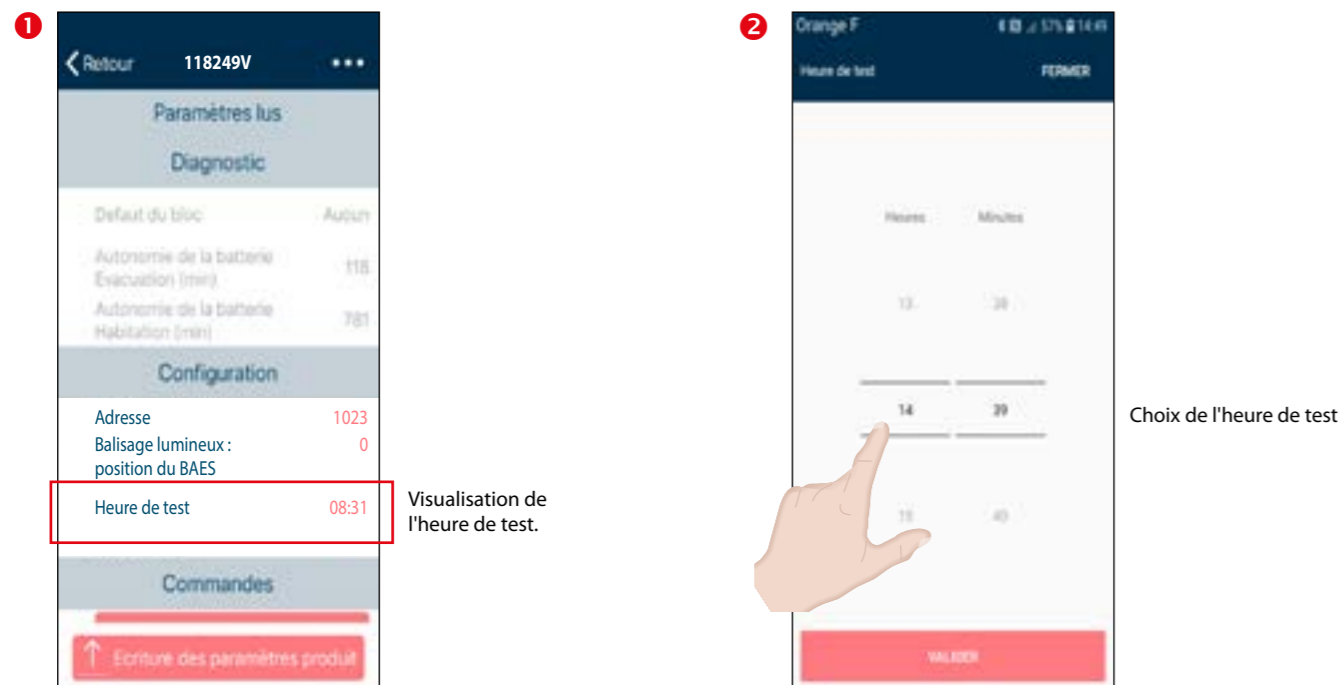 1
Retour 118249V •••
Paramètres lus
Diagnostic
Defaut du bloc Aucun
Autonomie de la batterie 118
Evacuation (min)
Autonomie de la batterie 781
Habitation (min)
Configuration
Adresse 1023
Balisage lumineux : 0
position du BAES
Heure de test 08:31
Commandes
Ecriture des paramètres produit
Visualisation de
l'heure de test.
2
Orange F 57% 14:49
Heure de test FERMER
Heures Minutes
13 38
14 39
15 40
VALIDER
Choix de l'heure de test